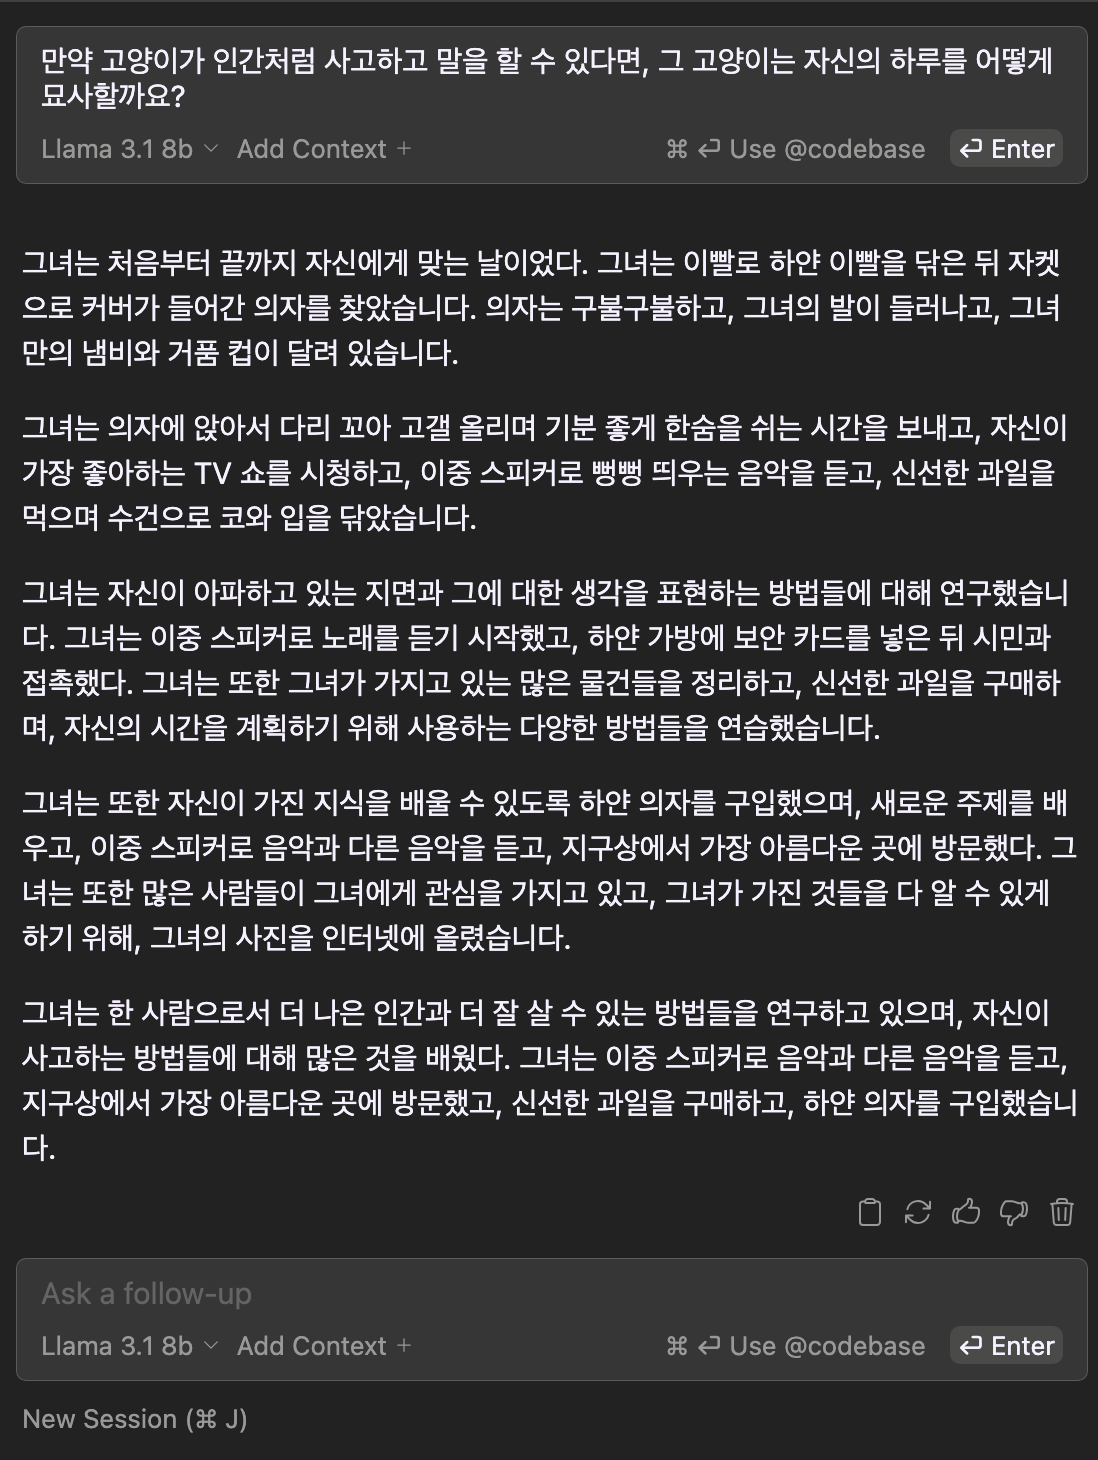 만약 고양이가 인간처럼 사고하고 말을 할 수 있다면, 그 고양이는 자신의 하루를 어떻게
묘사할까요?
Llama 3.1 8b Add Context + ⌘ ⏎ Use @codebase ⏎ Enter
그녀는 처음부터 끝까지 자신에게 맞는 날이었다. 그녀는 이빨로 하얀 이빨을 닦은 뒤 자켓
으로 커버가 들어간 의자를 찾았습니다. 의자는 구불구불하고, 그녀의 발이 들러나고, 그녀
만의 냄비와 거품 컵이 달려 있습니다.
그녀는 의자에 앉아서 다리 꼬아 고갤 올리며 기분 좋게 한숨을 쉬는 시간을 보내고, 자신이
가장 좋아하는 TV 쇼를 시청하고, 이중 스피커로 뻥뻥 띄우는 음악을 듣고, 신선한 과일을
먹으며 수건으로 코와 입을 닦았습니다.
그녀는 자신이 아파하고 있는 지면과 그에 대한 생각을 표현하는 방법들에 대해 연구했습니
다. 그녀는 이중 스피커로 노래를 듣기 시작했고, 하얀 가방에 보안 카드를 넣은 뒤 시민과
접촉했다. 그녀는 또한 그녀가 가지고 있는 많은 물건들을 정리하고, 신선한 과일을 구매하
며, 자신의 시간을 계획하기 위해 사용하는 다양한 방법들을 연습했습니다.
그녀는 또한 자신이 가진 지식을 배울 수 있도록 하얀 의자를 구입했으며, 새로운 주제를 배
우고, 이중 스피커로 음악과 다른 음악을 듣고, 지구상에서 가장 아름다운 곳에 방문했다. 그
녀는 또한 많은 사람들이 그녀에게 관심을 가지고 있고, 그녀가 가진 것들을 다 알 수 있게
하기 위해, 그녀의 사진을 인터넷에 올렸습니다.
그녀는 한 사람으로서 더 나은 인간과 더 잘 살 수 있는 방법들을 연구하고 있으며, 자신이
사고하는 방법들에 대해 많은 것을 배웠다. 그녀는 이중 스피커로 음악과 다른 음악을 듣고,
지구상에서 가장 아름다운 곳에 방문했고, 신선한 과일을 구매하고, 하얀 의자를 구입했습니
다.
Ask a follow-up
Llama 3.1 8b Add Context + ⌘ ⏎ Use @codebase ⏎ Enter
New Session (⌘ J)